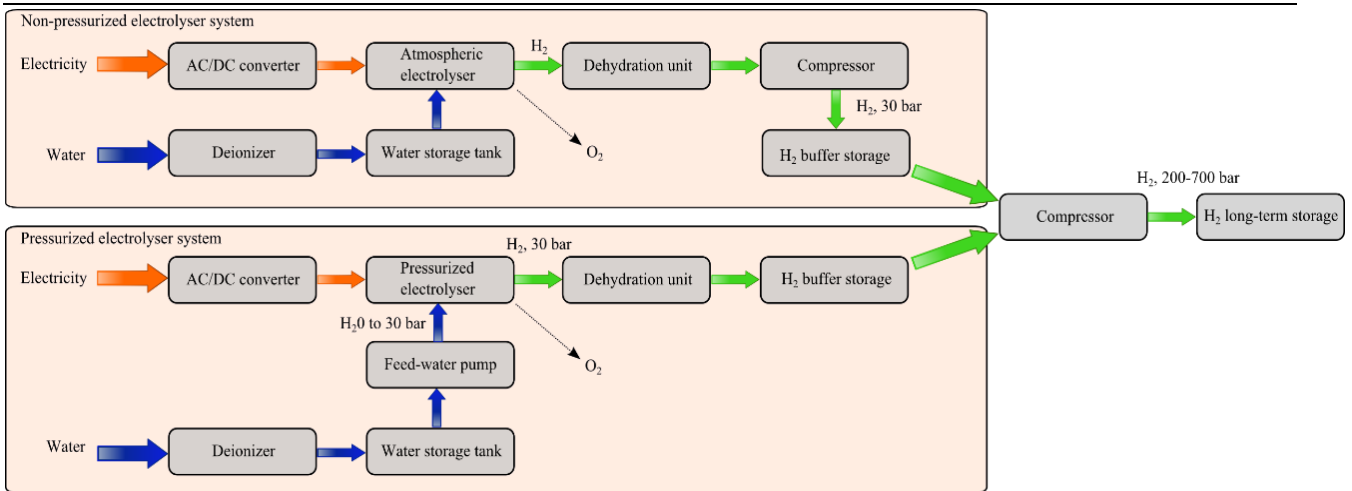 Non-pressurized electrolyser system
Electricity
AC/DC converter
Atmospheric
electrolyser
H₂
Dehydration unit
Compressor
H₂, 30 bar
Water
Deionizer
Water storage tank
O₂
H₂ buffer storage
H₂, 200-700 bar
Compressor
H₂ long-term storage
Pressurized electrolyser system
Electricity
AC/DC converter
Pressurized
electrolyser
H₂, 30 bar
Dehydration unit
H₂ buffer storage
H₂0 to 30 bar
Feed-water pump
O₂
Water
Deionizer
Water storage tank